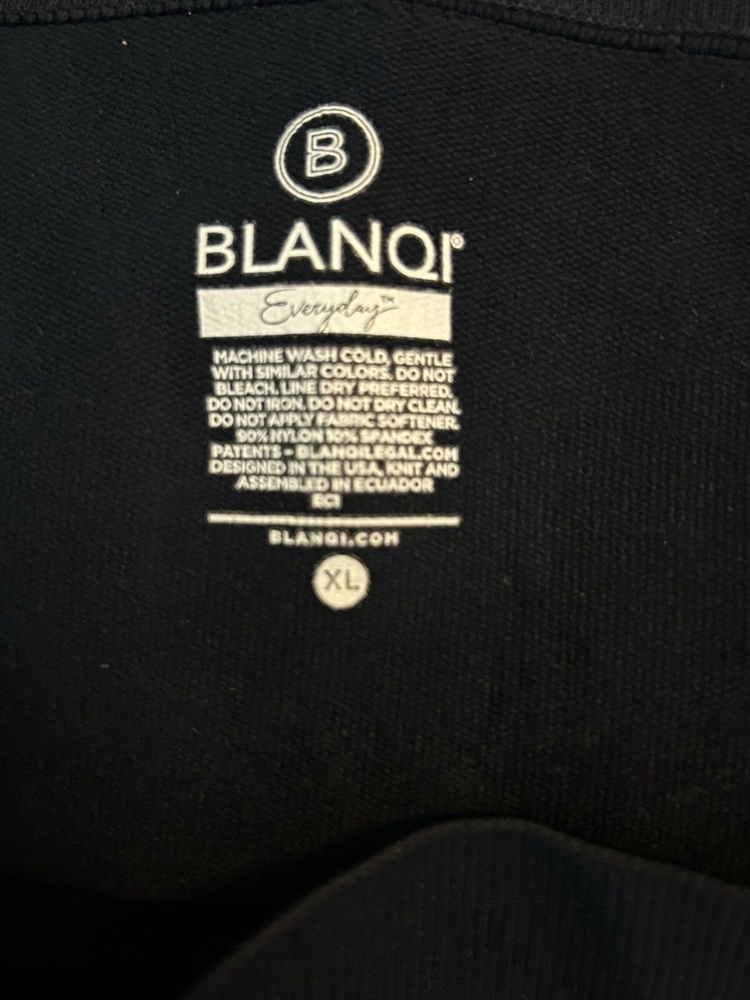 B
BLANQI®
Everyday™
MACHINE WASH COLD, GENTLE
WITH SIMILAR COLORS. DO NOT
BLEACH. LINE DRY PREFERRED.
DO NOT IRON. DO NOT DRY CLEAN.
DO NOT APPLY FABRIC SOFTENER.
90% NYLON 10% SPANDEX
PATENTS - BLANQILEGAL.COM
DESIGNED IN THE USA, KNIT AND
ASSEMBLED IN ECUADOR
EC1
BLANQI.COM
XL